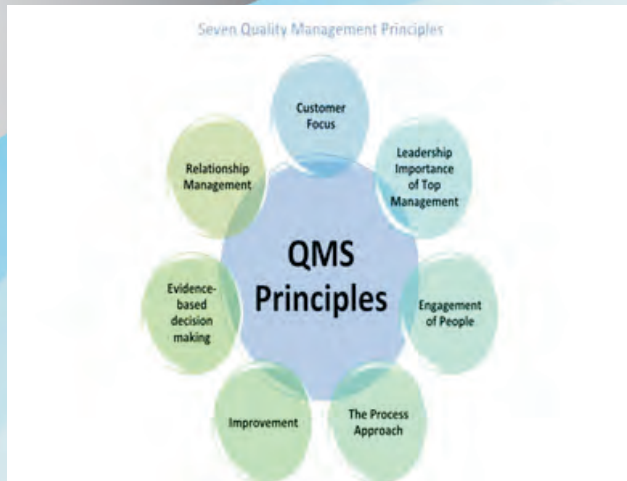 Seven Quality Management Principles
Customer
Focus
Leadership
Importance
of Top
Management
Engagement
of People
The Process
Approach
Improvement
Evidence-
based
decision
making
Relationship
Management
QMS
Principles